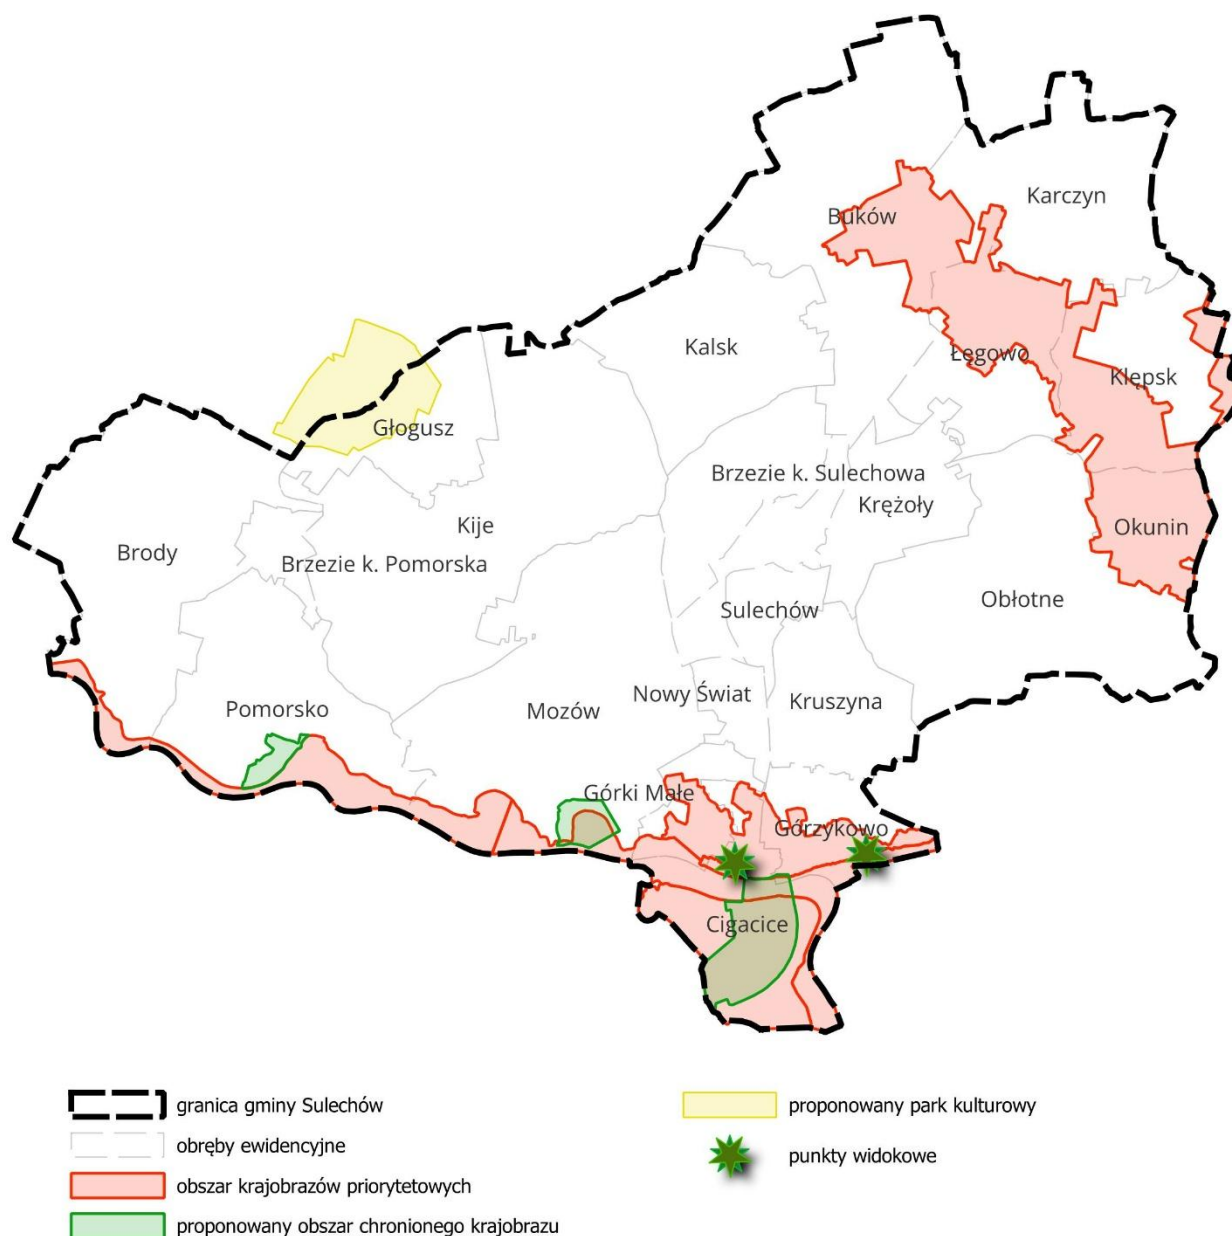 Karczyn
Buków
Kalsk
Łęgowo
Klępsk
Głogusz
Brzezie k. Sulechowa
Krężoły
Kije
Okunin
Brody
Brzezie k. Pomorska
Sulechów
Obłotne
Nowy Świat
Kruszyna
Pomorsko
Mozów
Górki Małe
Górzykowo
Cigacice
granica gminy Sulechów
obręby ewidencyjne
obszar krajobrazów priorytetowych
proponowany obszar chronionego krajobrazu
proponowany park kulturowy
punkty widokowe